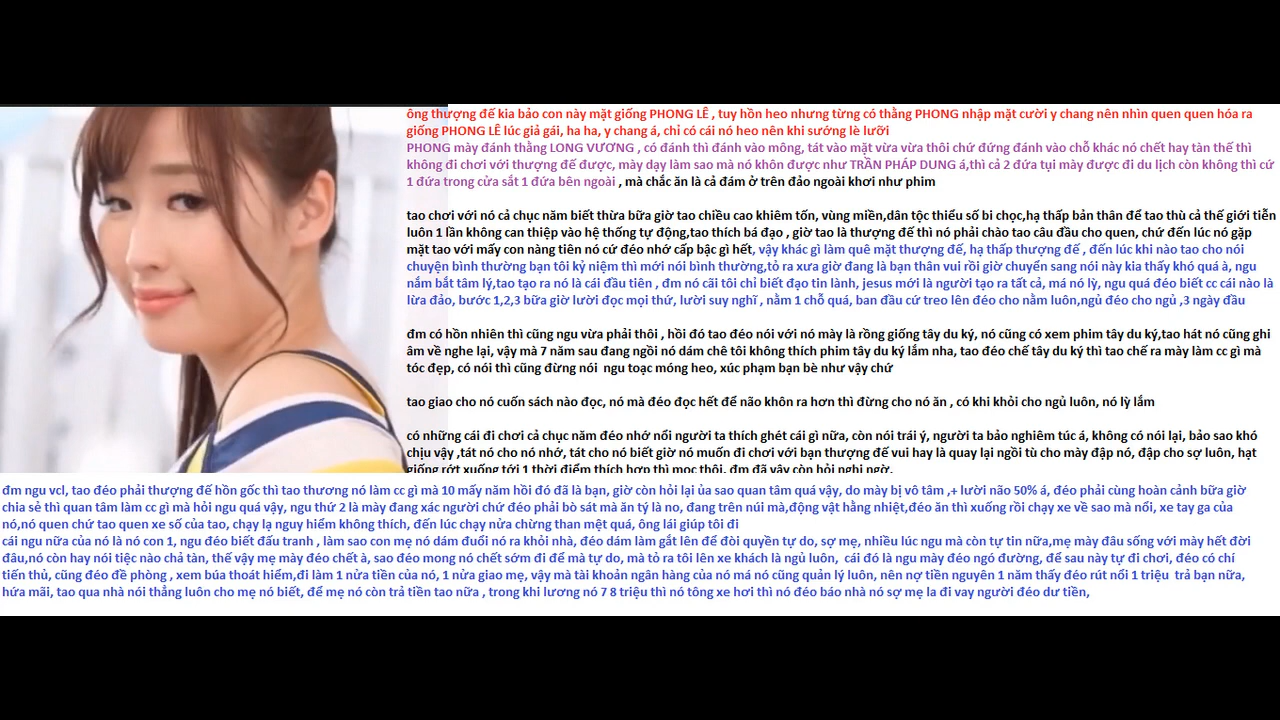 ông thượng đế kia bảo con này mặt giống PHONG LÊ , tuy hồn heo nhưng từng có thằng PHONG nhập mặt cười y chang nên nhìn quen quen hóa ra
giống PHONG LÊ lúc giả gái, ha ha, y chang á, chỉ có cái nó heo nên khi sướng lè lưỡi
PHONG mày đánh thằng LONG VƯƠNG , có đánh thì đánh vào mông, tát vào mặt vừa vừa thôi chứ đứng đánh vào chỗ khác nó chết hay tàn thế thì
không đi chơi với thượng đế được, mày dạy làm sao mà nó khôn được như TRẦN PHÁP DUNG á,thì cả 2 đứa tụi mày được đi du lịch còn không thì cứ
1 đứa trong cửa sắt 1 đứa bên ngoài , mà chắc ăn là cả đám ở trên đảo ngoài khơi như phim
tao chơi với nó cả chục năm biết thừa bữa giờ tao chiều cao khiêm tốn, vùng miền,dân tộc thiểu số bi chọc,hạ thấp bản thân để tao thù cả thế giới tiễn
luôn 1 lần không can thiệp vào hệ thống tự động,tao thích bá đạo , giờ tao là thượng đế thì nó phải chào tao câu đầu cho quen, chứ đến lúc nó gặp
mặt tao với mấy con nàng tiên nó cứ đéo nhớ cấp bậc gì hết, vậy khác gì làm quê mặt thượng đế, hạ thấp thượng đế , đến lúc khi nào tao cho nói
chuyện bình thường bạn tôi kỷ niệm thì mới nói bình thường,tỏ ra xưa giờ đang là bạn thân vui rồi giờ chuyển sang nói này kia thấy khó quá à, ngu
nắm bắt tâm lý,tao tạo ra nó là cái đầu tiên , đm nó cãi tôi chỉ biết đạo tin lành, jesus mới là người tạo ra tất cả, má nó lỳ, ngu quá đéo biết cc cái nào là
lừa đảo, bước 1,2,3 bữa giờ lười đọc mọi thứ, lười suy nghĩ , nằm 1 chỗ quá, ban đầu cứ treo lên đéo cho nằm luôn,ngủ đéo cho ngủ ,3 ngày đầu
đm có hồn nhiên thì cũng ngu vừa phải thôi , hồi đó tao đéo nói với nó mày là rồng giống tây du ký, nó cũng có xem phim tây du ký,tao hát nó cũng ghi
âm về nghe lại, vậy mà 7 năm sau đang ngồi nó dám chê tôi không thích phim tây du ký lắm nha, tao đéo chế tây du ký thì tao chế ra mày làm cc gì mà
tóc đẹp, có nói thì cũng đừng nói ngu toạc móng heo, xúc phạm bạn bè như vậy chứ
tao giao cho nó cuốn sách nào đọc, nó mà đéo đọc hết để não khôn ra hơn thì đừng cho nó ăn , có khi khỏi cho ngủ luôn, nó lỳ lắm
có những cái đi chơi cả chục năm đéo nhớ nổi người ta thích ghét cái gì nữa, còn nói trái ý, người ta bảo nghiêm túc á, không có nói lại, bảo sao khó
chịu vậy ,tát nó cho nó nhớ, tát cho nó biết giờ nó muốn đi chơi với bạn thượng đế vui hay là quay lại ngồi tù cho mày đập nó, đập cho sợ luôn, hạt
giống rớt xuống tới 1 thời điểm thích hợp thì mọc thôi, đm đã vậy còn hỏi nghi ngờ,
đm ngu vcl, tao đéo phải thượng đế hồn gốc thì tao thương nó làm cc gì mà 10 mấy năm hồi đó đã là bạn, giờ còn hỏi lại ủa sao quan tâm quá vậy, do mày bị vô tâm ,+ lười não 50% á, đéo phải cùng hoàn cảnh bữa giờ
chia sẻ thì quan tâm làm cc gì mà hỏi ngu quá vậy, ngu thứ 2 là mày đang xác người chứ đéo phải bò sát mà ăn tý là no, đang trên núi mà,động vật hằng nhiệt,đéo ăn thì xuống rồi chạy xe về sao mà nổi, xe tay ga của
nó,nó quen chứ tao quen xe số của tao, chạy lạ nguy hiểm không thích, đến lúc chạy nửa chừng than mệt quá, ông lái giúp tôi đi
cái ngu nữa của nó là nó con 1, ngu đéo biết đấu tranh , làm sao con mẹ nó dám đuổi nó ra khỏi nhà, đéo dám làm gắt lên để đòi quyền tự do, sợ mẹ, nhiều lúc ngu mà còn tự tin nữa,mẹ mày đâu sống với mày hết đời
đâu,nó còn hay nói tiệc nào chả tàn, thế vậy mẹ mày đéo chết à, sao đéo mong nó chết sớm đi để mà tự do, mà tỏ ra tôi lên xe khách là ngủ luôn, cái đó là ngu mày đéo ngó đường, để sau này tự đi chơi, đéo có chí
tiến thủ, cũng đéo đề phòng , xem búa thoát hiểm,đi làm 1 nửa tiền của nó, 1 nửa giao mẹ, vậy mà tài khoản ngân hàng của nó má nó cũng quản lý luôn, nên nợ tiền nguyên 1 năm thấy đéo rút nổi 1 triệu trả bạn nữa,
hứa mãi, tao qua nhà nói thẳng luôn cho mẹ nó biết, để mẹ nó còn trả tiền tao nữa , trong khi lương nó 7 8 triệu thì nó tông xe hơi thì nó đéo báo nhà nó sợ mẹ la đi vay người đéo dư tiền,